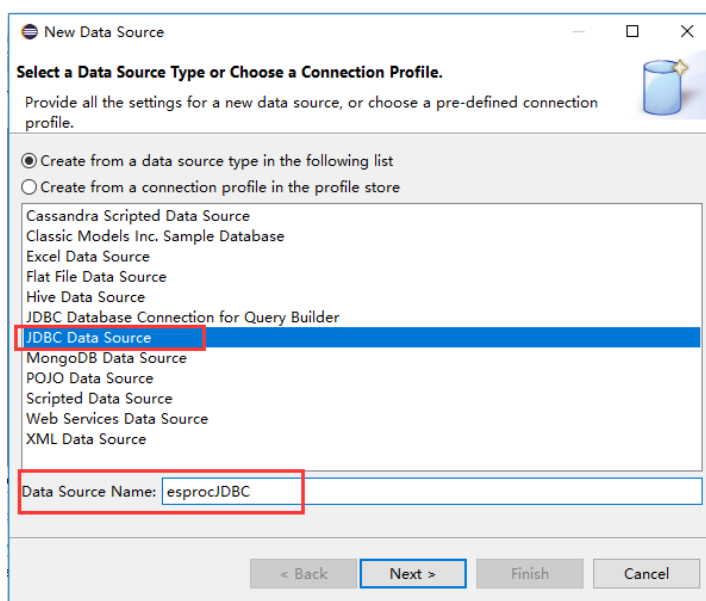 New Data Source
Select a Data Source Type or Choose a Connection Profile.
Provide all the settings for a new data source, or choose a pre-defined connection
profile.
Create from a data source type in the following list
Create from a connection profile in the profile store
Cassandra Scripted Data Source
Classic Models Inc. Sample Database
Excel Data Source
Flat File Data Source
Hive Data Source
JDBC Database Connection for Query Builder
JDBC Data Source
MongoDB Data Source
POJO Data Source
Scripted Data Source
Web Services Data Source
XML Data Source
Data Source Name: esprocJDBC
< Back Next > Finish Cancel